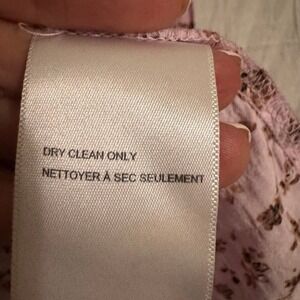 DRY CLEAN ONLY
NETTOYER À SEC SEULEMENT